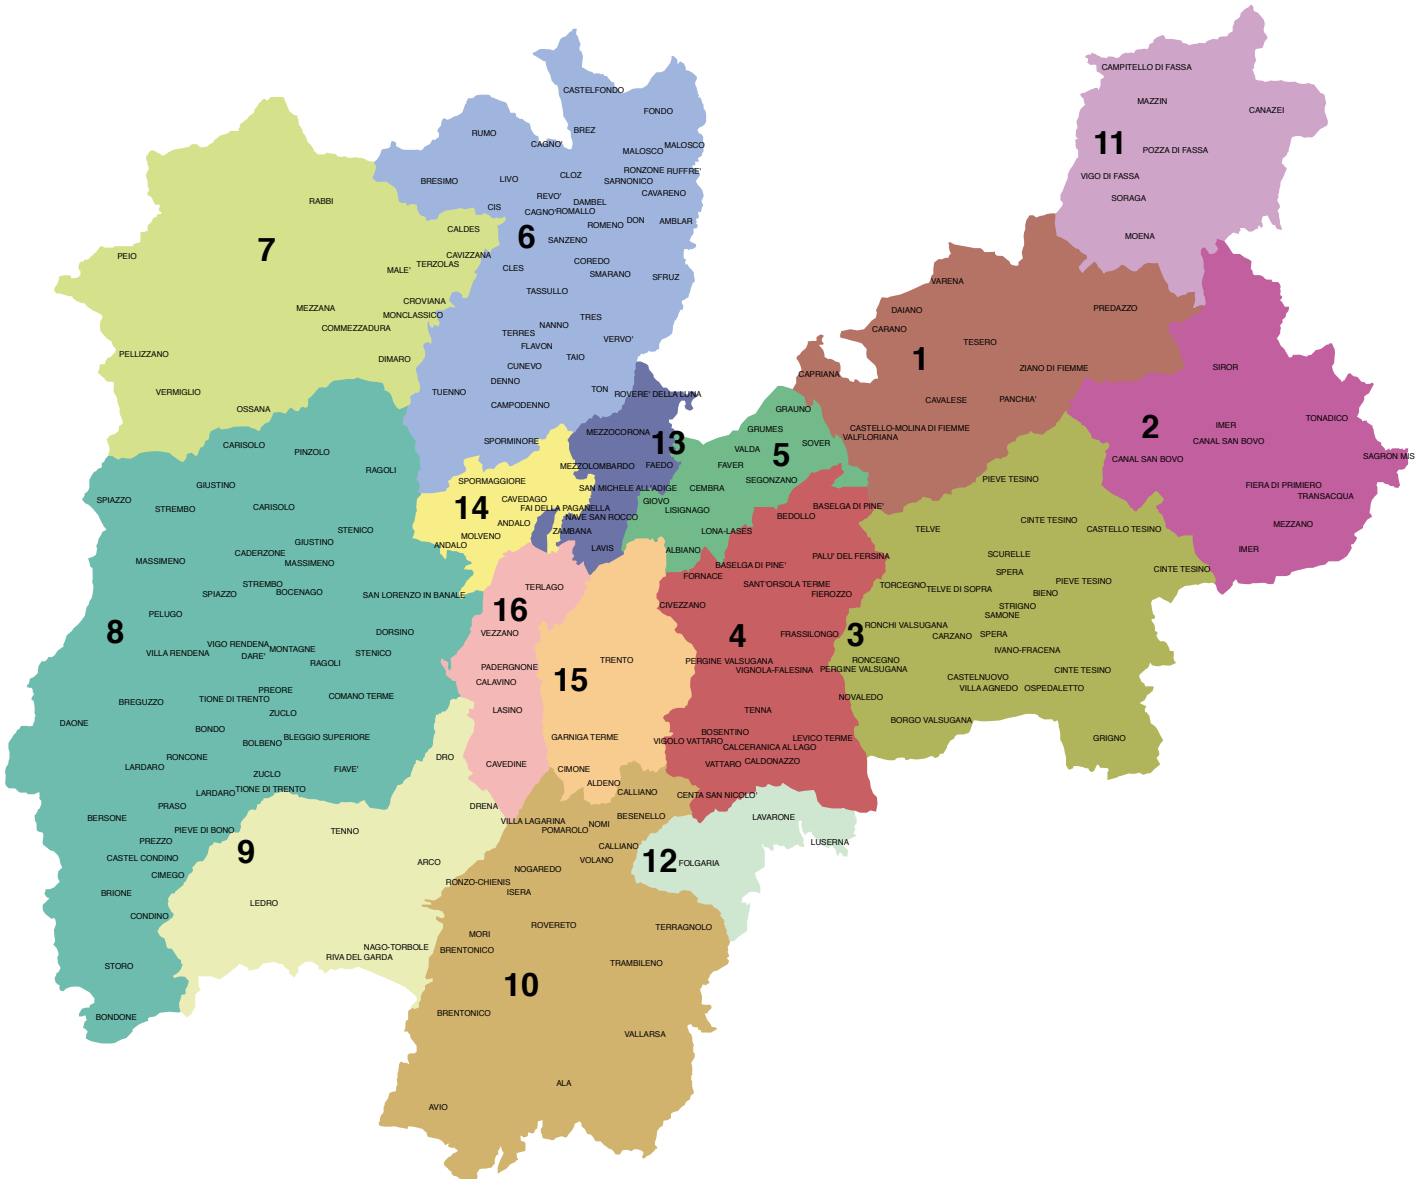 CAMPITELLO DI FASSA
MAZZIN
CANAZEI
11
POZZA DI FASSA
VIGO DI FASSA
SORAGA
MOENA
CASTELFONDO
FONDO
RUMO
BREZ
CAGNO'
MALOSCO
MALOSCO
BRESIMO
LIVO
CLOZ
RONZONE
RUFFRE'
SARNONICO
CAVARENO
REVO'
DAMBEL
CIS
CAGNO'
ROMALLO
ROMENO
DON
AMBLAR
6
SANZENO
CLES
COREDO
SMARANO
SFRUZ
TASSULLO
TRES
NANNO
TERRES
FLAVON
VERVO'
TAIO
CUNEVO
DENNO
TUENNO
TON
CAMPODENNO
SPORMINORE
RABBI
7
PEIO
CALDES
CAVIZZANA
TERZOLAS
MALE'
CROVIANA
MEZZANA
MONCLASSICO
COMMEZZADURA
PELLIZZANO
DIMARO
VERMIGLIO
OSSANA
VARENA
DAIANO
PREDAZZO
CARANO
TESERO
1
ZIANO DI FIEMME
CAPRIANA
CAVALESE
PANCHIA'
CASTELLO-MOLINA DI FIEMME
VALFLORIANA
SIROR
TONADICO
2
IMER
CANAL SAN BOVO
CANAL SAN BOVO
SAGRON MIS
FIERA DI PRIMIERO
TRANSACQUA
MEZZANO
IMER
ROVERE' DELLA LUNA
MEZZOCORONA
13
MEZZOLOMBARDO
FAEDO
SAN MICHELE ALL'ADIGE
NAVE SAN ROCCO
ZAMBANA
LAVIS
GRAUNO
GRUMES
VALDA
SOVER
5
FAVER
SEGONZANO
CEMBRA
GIOVO
LISIGNAGO
LONA-LASES
ALBIANO
SPORMAGGIORE
14
CAVEDAGO
FAI DELLA PAGANELLA
ANDALO
MOLVENO
ANDALO
CARISOLO
PINZOLO
RAGOLI
GIUSTINO
SPIAZZO
STREMBO
CARISOLO
STENICO
GIUSTINO
CADERZONE
MASSIMENO
MASSIMENO
STREMBO
SPIAZZO
BOCENAGO
SAN LORENZO IN BANALE
PELUGO
8
DORSINO
VIGO RENDENA
VILLA RENDENA
MONTAGNE
DARE'
STENICO
RAGOLI
PREORE
TIONE DI TRENTO
COMANO TERME
BREGUZZO
ZUCLO
DAONE
BONDO
BOLBENO
BLEGGIO SUPERIORE
RONCONE
LARDARO
ZUCLO
FIAVE'
LARDARO
TIONE DI TRENTO
PRASO
BERSONE
PIEVE DI BONO
PREZZO
CASTEL CONDINO
CIMEGO
BRIONE
CONDINO
STORO
BONDONE
TERLAGO
16
VEZZANO
PADERGNONE
CALAVINO
LASINO
CAVEDINE
TRENTO
15
GARNIGA TERME
CIMONE
ALDENO
BASELGA DI PINE'
BEDOLLO
PALU' DEL FERSINA
BASELGA DI PINE'
FORNACE
SANT'ORSOLA TERME
FIEROZZO
CIVEZZANO
4
FRASSILONGO
PERGINE VALSUGANA
VIGNOLA-FALESINA
PERGINE VALSUGANA
TENNA
BOSENTINO
VIGOLO VATTARO
LEVICO TERME
CALCERANICA AL LAGO
VATTARO
CALDONAZZO
CENTA SAN NICOLO'
PIEVE TESINO
TELVE
CINTE TESINO
CASTELLO TESINO
SCURELLE
SPERA
CINTE TESINO
TORCEGNO
TELVE DI SOPRA
PIEVE TESINO
BIENO
STRIGNO
SAMONE
3
RONCHI VALSUGANA
CARZANO
SPERA
IVANO-FRACENA
RONCEGNO
CASTELNUOVO
CINTE TESINO
VILLA AGNEDO
OSPEDALETTO
NOVALEDO
BORGO VALSUGANA
GRIGNO
DRO
DRENA
TENNO
9
ARCO
LEDRO
NAGO-TORBOLE
RIVA DEL GARDA
CALLIANO
VILLA LAGARINA
BESENELLO
NOMI
POMAROLO
CALLIANO
VOLANO
NOGAREDO
RONZO-CHIENIS
ISERA
ROVERETO
TERRAGNOLO
MORI
BRENTONICO
TRAMBILENO
10
BRENTONICO
VALLARSA
ALA
AVIO
LAVARONE
LUSERNA
12
FOLGARIA